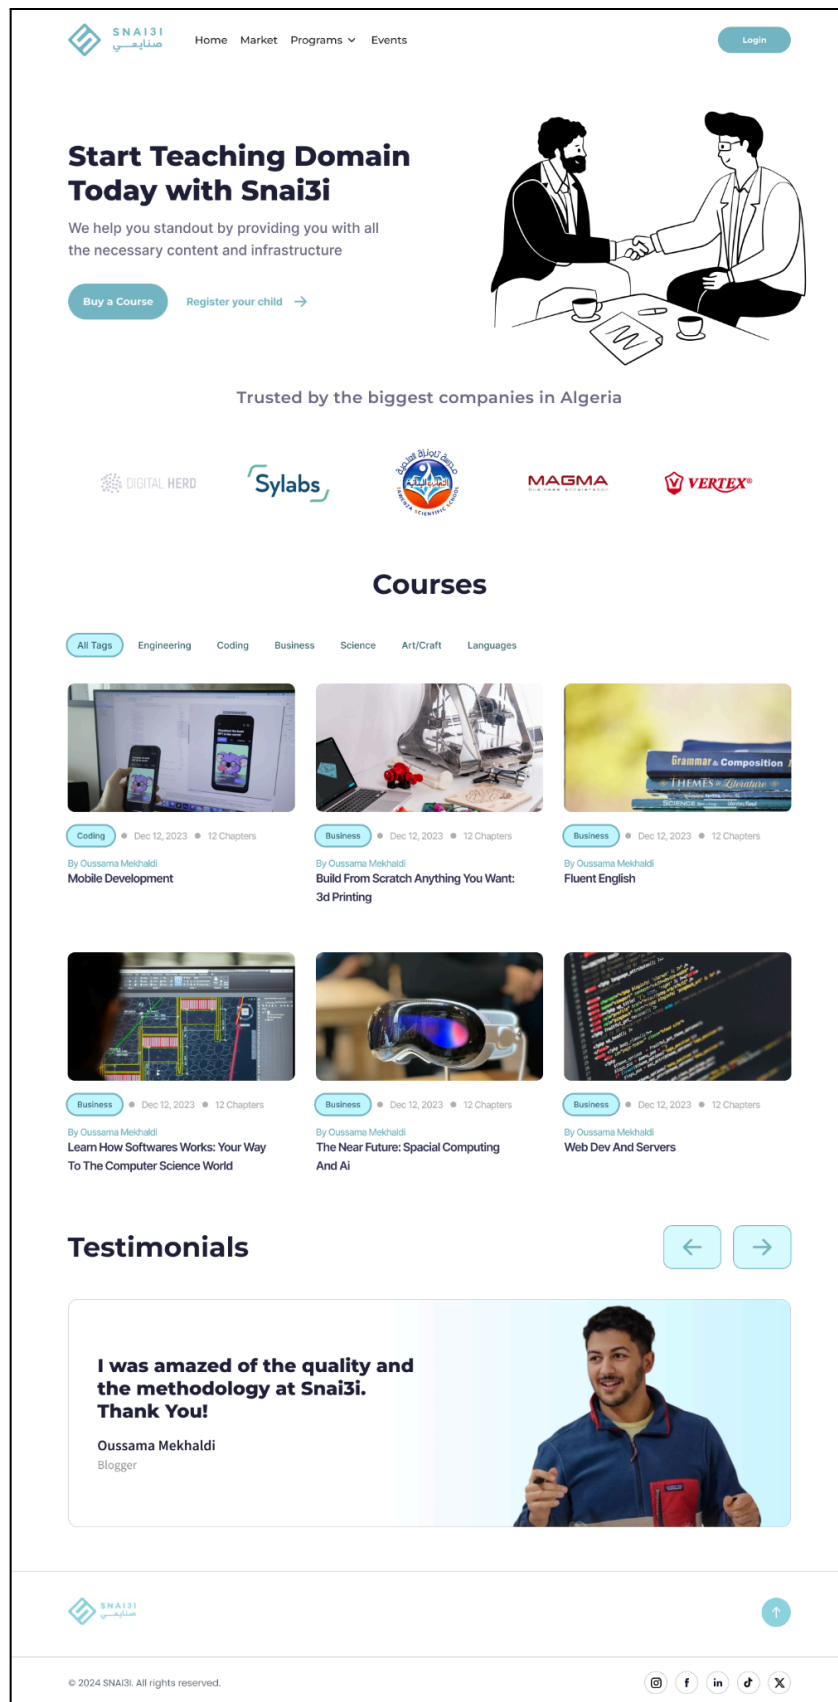 SNAI3I
صنايعي
Home Market Programs Events
Login
Start Teaching Domain
Today with Snai3i
We help you standout by providing you with all
the necessary content and infrastructure
Buy a Course
Register your child
Trusted by the biggest companies in Algeria
DIGITAL HERD
Sylabs
TAWENZA SCIENTIFIC SCHOOL
MAGMA
VERTEX®
Courses
All Tags Engineering Coding Business Science Art/Craft Languages
Grammar & Composition
THEMES in Literature
SCIENCE
Coding Dec 12, 2023 12 Chapters
By Oussama Mekhaldi
Mobile Development
Business Dec 12, 2023 12 Chapters
By Oussama Mekhaldi
Build From Scratch Anything You Want:
3d Printing
Business Dec 12, 2023 12 Chapters
By Oussama Mekhaldi
Fluent English
Business Dec 12, 2023 12 Chapters
By Oussama Mekhaldi
Learn How Softwares Works: Your Way
To The Computer Science World
Business Dec 12, 2023 12 Chapters
By Oussama Mekhaldi
The Near Future: Spacial Computing
And Ai
Business Dec 12, 2023 12 Chapters
By Oussama Mekhaldi
Web Dev And Servers
Testimonials
I was amazed of the quality and
the methodology at Snai3i.
Thank You!
Oussama Mekhaldi
Blogger
SNAI3I
صنايعي
© 2024 SNAI3I. All rights reserved.